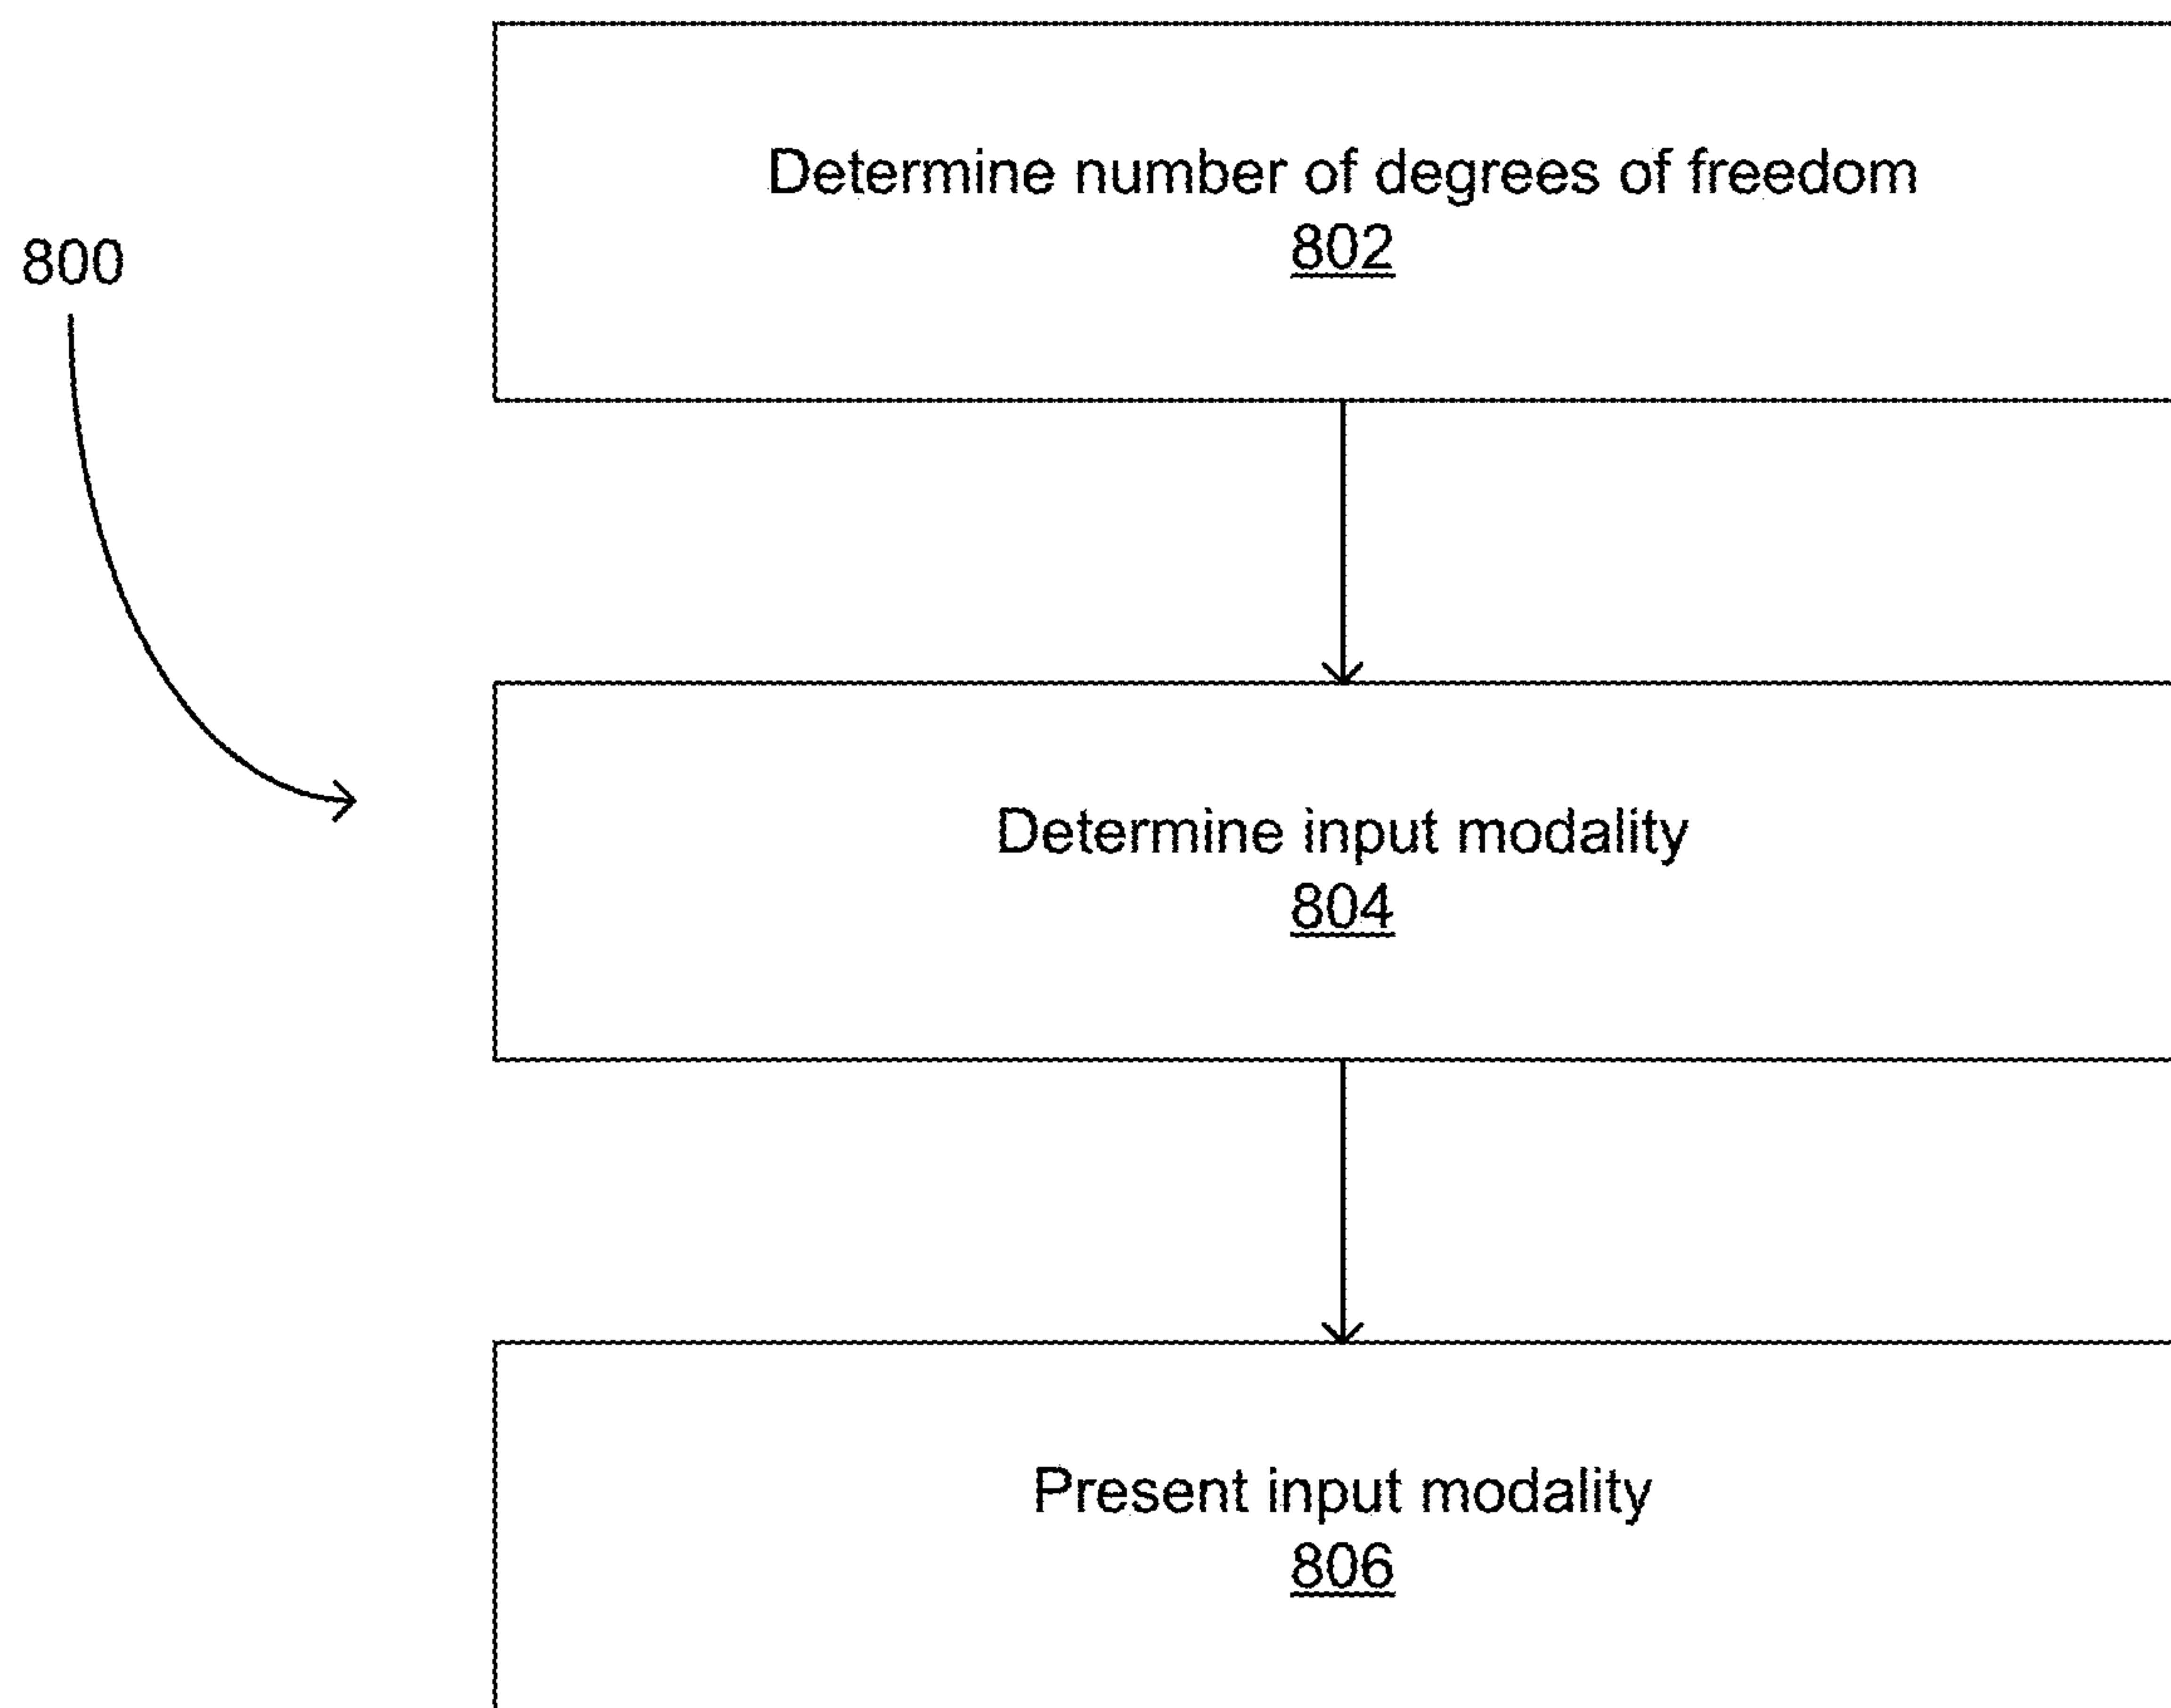 Determine number of degrees of freedom
802
800
Determine input modality
804
Present input modality
806